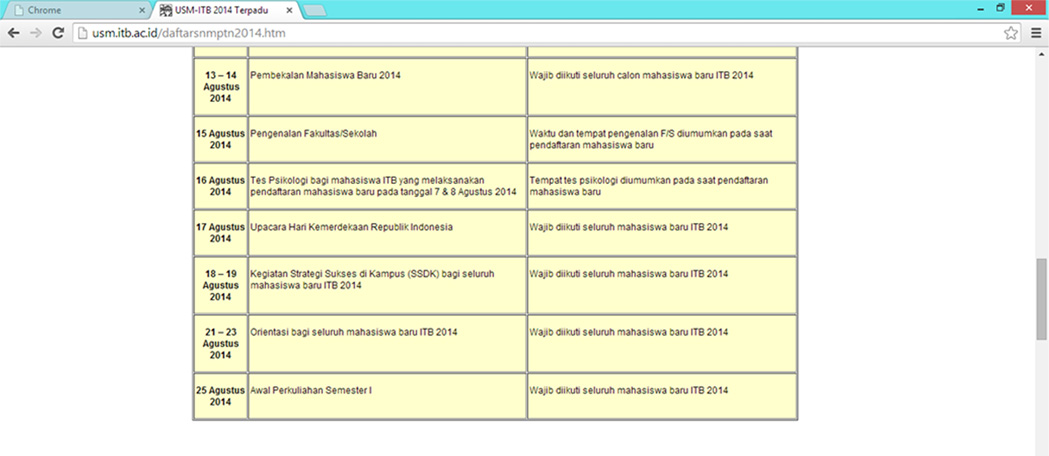 Chrome
USM-ITB 2014 Terpadu
usm.itb.ac.id/daftarsnmptn2014.htm
13 – 14
Agustus
2014
Pembekalan Mahasiswa Baru 2014
Wajib diikuti seluruh calon mahasiswa baru ITB 2014
15 Agustus
2014
Pengenalan Fakultas/Sekolah
Waktu dan tempat pengenalan F/S diumumkan pada saat
pendaftaran mahasiswa baru
16 Agustus
2014
Tes Psikologi bagi mahasiswa ITB yang melaksanakan
pendaftaran mahasiswa baru pada tanggal 7 & 8 Agustus 2014
Tempat tes psikologi diumumkan pada saat pendaftaran
mahasiswa baru
17 Agustus
2014
Upacara Hari Kemerdekaan Republik Indonesia
Wajib diikuti seluruh mahasiswa baru ITB 2014
18 – 19
Agustus
2014
Kegiatan Strategi Sukses di Kampus (SSDK) bagi seluruh
mahasiswa baru ITB 2014
Wajib diikuti seluruh mahasiswa baru ITB 2014
21 – 23
Agustus
2014
Orientasi bagi seluruh mahasiswa baru ITB 2014
Wajib diikuti seluruh mahasiswa baru ITB 2014
25 Agustus
2014
Awal Perkuliahan Semester I
Wajib diikuti seluruh mahasiswa baru ITB 2014